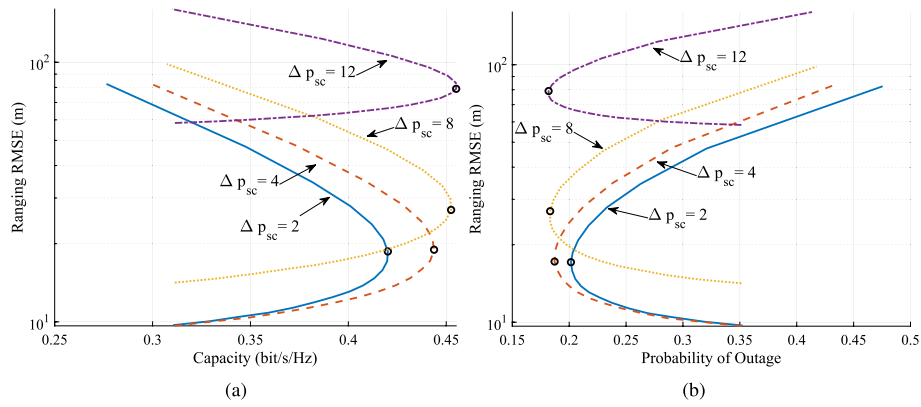 Ranging RMSE (m)
10^2
10^1
Δ p_sc = 12
Δ p_sc = 8
Δ p_sc = 4
Δ p_sc = 2
0.25 0.3 0.35 0.4 0.45
Capacity (bit/s/Hz)
(a)
Ranging RMSE (m)
10^2
10^1
Δ p_sc = 12
Δ p_sc = 8
Δ p_sc = 4
Δ p_sc = 2
0.15 0.2 0.25 0.3 0.35 0.4 0.45 0.5
Probability of Outage
(b)